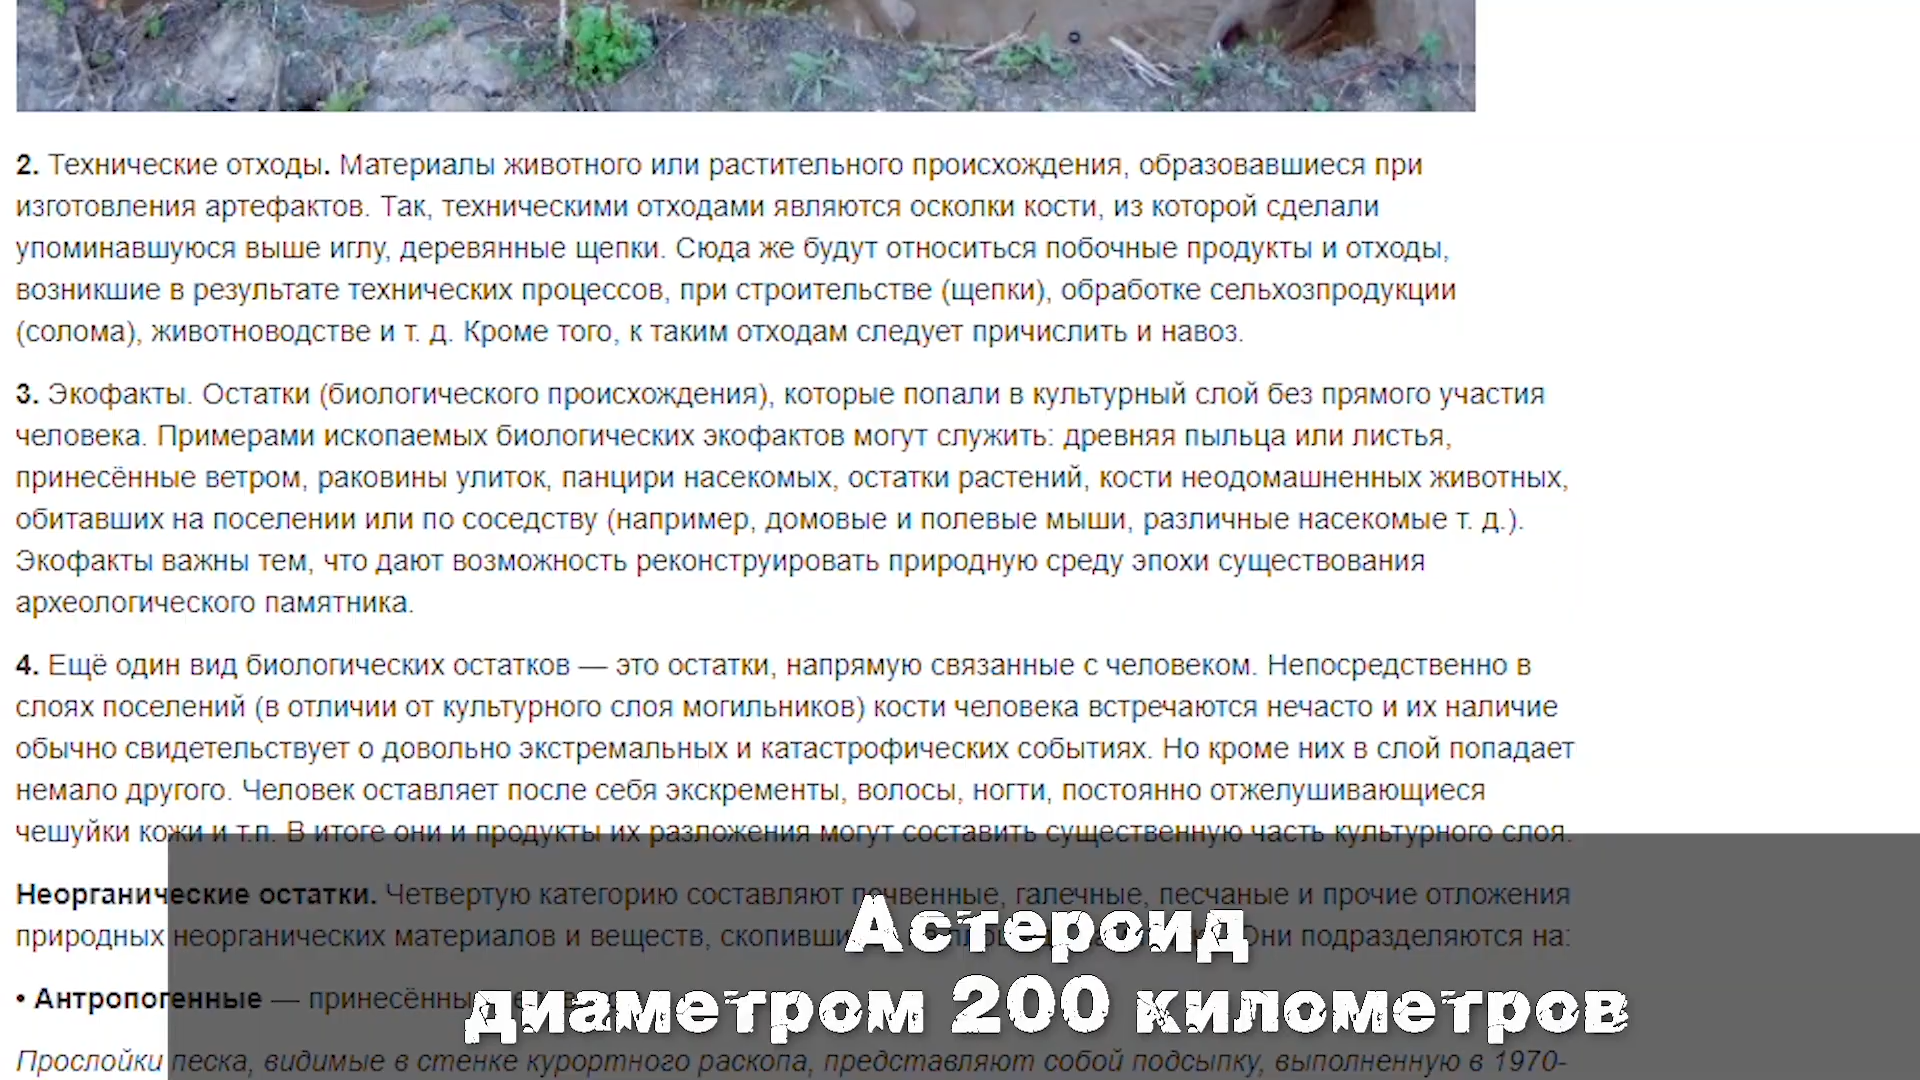 2. Технические отходы. Материалы животного или растительного происхождения, образовавшиеся при
изготовления артефактов. Так, техническими отходами являются осколки кости, из которой сделали
упоминавшуюся выше иглу, деревянные щепки. Сюда же будут относиться побочные продукты и отходы,
возникшие в результате технических процессов, при строительстве (щепки), обработке сельхозпродукции
(солома), животноводстве и т. д. Кроме того, к таким отходам следует причислить и навоз.
3. Экофакты. Остатки (биологического происхождения), которые попали в культурный слой без прямого участия
человека. Примерами ископаемых биологических экофактов могут служить: древняя пыльца или листья,
принесённые ветром, раковины улиток, панцири насекомых, остатки растений, кости неодомашненных животных,
обитавших на поселении или по соседству (например, домовые и полевые мыши, различные насекомые т. д.).
Экофакты важны тем, что дают возможность реконструировать природную среду эпохи существования
археологического памятника.
4. Ещё один вид биологических остатков — это остатки, напрямую связанные с человеком. Непосредственно в
слоях поселений (в отличии от культурного слоя могильников) кости человека встречаются нечасто и их наличие
обычно свидетельствует о довольно экстремальных и катастрофических событиях. Но кроме них в слой попадает
немало другого. Человек оставляет после себя экскременты, волосы, ногти, постоянно отжелушивающиеся
чешуйки кожи и т.п. В итоге они и продукты их разложения могут составить существенную часть культурного слоя.
Неорганические остатки. Четвертую категорию составляют почвенные, галечные, песчаные и прочие отложения
природных неорганических материалов и веществ, Они подразделяются на:
• Антропогенные —
Прослойки песка, видимые в стенке курортного раскопа, представляют собой подсыпку, выполненную в 1970-
Астероид
диаметром 200 километров